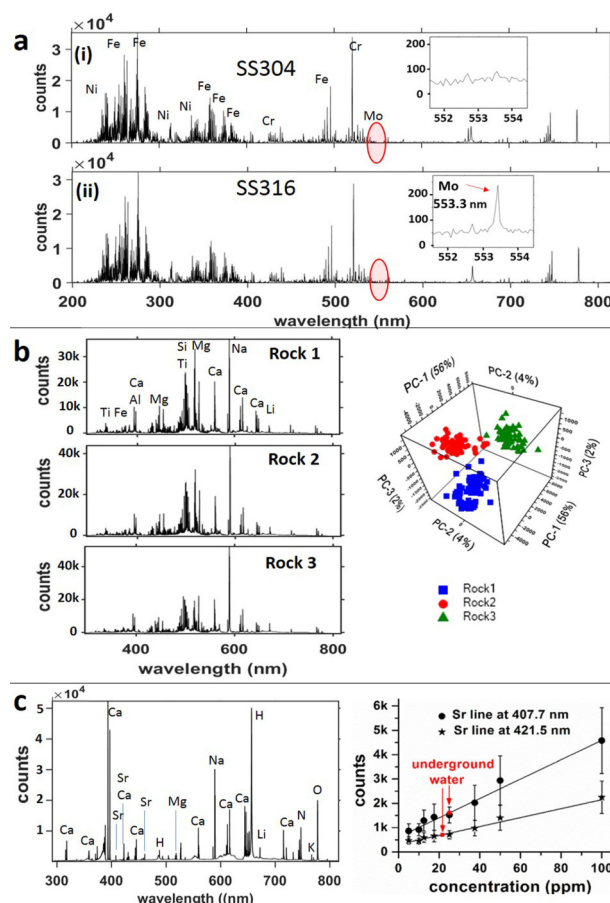 a
(i)
SS304
x 10⁴
counts
3
2
1
0
Ni
Fe
Fe
Ni
Ni
Fe
Fe
Fe
Cr
Fe
Cr
Mo
200
100
0
552 553 554
(ii)
SS316
x 10⁴
counts
3
2
1
0
Mo
553.3 nm
200
100
0
552 553 554
200 300 400 500 600 700 800
wavelength (nm)
b
Rock 1
30k
20k
10k
Ti Fe
Ca
Al
Mg
Si
Ti
Mg
Ca
Na
Ca
Ca
Li
Rock 2
counts
40k
20k
0
Rock 3
40k
20k
0
400 600 800
wavelength (nm)
PC-1 (56%)
PC-2 (4%)
PC-3 (2%)
PC-3 (2%)
PC-2 (4%)
PC-1 (56%)
Rock1
Rock2
Rock3
c
x 10⁴
counts
5
4
3
2
1
Ca
Ca
Ca
Sr
Sr
Ca
Ca
Sr
H
Mg
Ca
Na
Ca
Ca
H
Li
Ca
N
K
O
300 400 500 600 700 800
wavelength ((nm)
counts
6k
5k
4k
3k
2k
1k
0
Sr line at 407.7 nm
Sr line at 421.5 nm
underground
water
0 20 40 60 80 100
concentration (ppm)